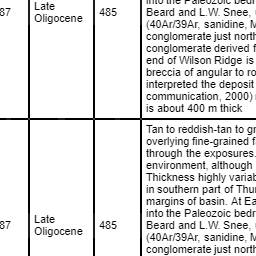 into the Paleozoic bedr
87 Late Oligocene 485 Beard and L.W. Snee,
(40Ar/39Ar, sanidine, M
conglomerate just north
conglomerate derived f
end of Wilson Ridge is
breccia of angular to ro
interpreted the deposit
communication, 2000)
is about 400 m thick
Tan to reddish-tan to gr
overlying fine-grained f
through the exposures.
environment, although
Thickness highly variab
in southern part of Thu
margins of basin. At Ea
into the Paleozoic bedr
87 Late Oligocene 485 Beard and L.W. Snee,
(40Ar/39Ar, sanidine, M
conglomerate just north